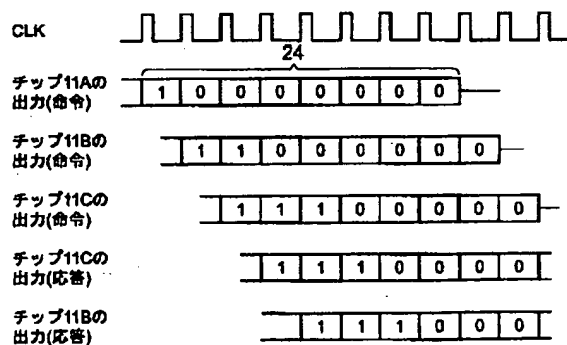 CLK
24
チップ11Aの
出力(命令)
1 0 0 0 0 0 0 0
チップ11Bの
出力(命令)
1 1 0 0 0 0 0 0
チップ11Cの
出力(命令)
1 1 1 0 0 0 0 0
チップ11Cの
出力(応答)
1 1 1 0 0 0 0
チップ11Bの
出力(応答)
1 1 1 0 0 0